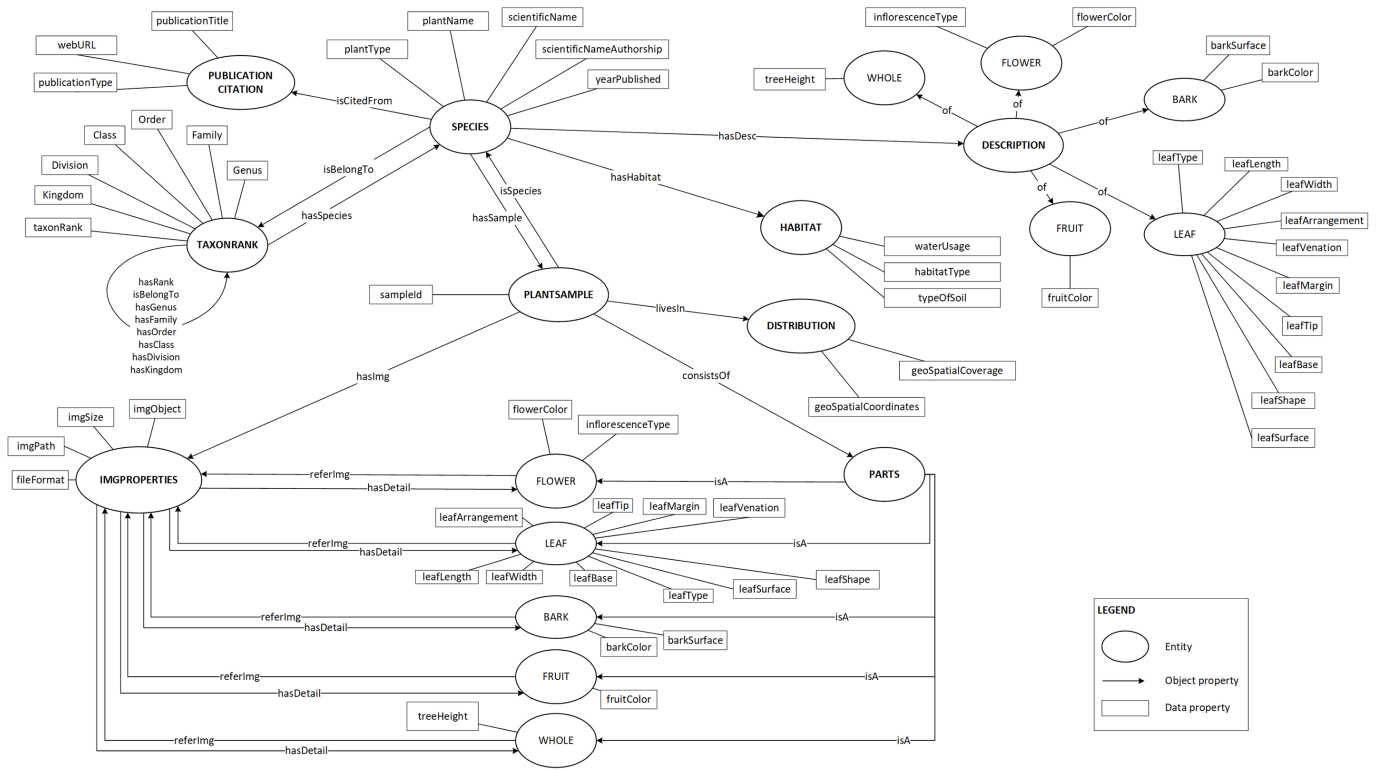 publicationTitle
webURL
publicationType
PUBLICATION
CITATION
plantName
scientificName
plantType
scientificNameAuthorship
yearPublished
isCitedFrom
SPECIES
inflorescenceType
flowerColor
treeHeight
WHOLE
FLOWER
barkSurface
barkColor
BARK
of
of
of
hasDesc
DESCRIPTION
Order
Class
Family
Division
Genus
Kingdom
taxonRank
isBelongTo
hasSpecies
TAXONRANK
hasRank
isBelongTo
hasGenus
hasFamily
hasOrder
hasClass
hasDivision
hasKingdom
isSpecies
hasSample
hasHabitat
HABITAT
waterUsage
habitatType
typeOfSoil
of
of
FRUIT
fruitColor
leafType
leafLength
leafWidth
leafArrangement
leafVenation
leafMargin
leafTip
leafBase
leafShape
leafSurface
LEAF
sampleId
PLANTSAMPLE
livesIn
DISTRIBUTION
geoSpatialCoverage
geoSpatialCoordinates
hasImg
consistsOf
imgObject
imgSize
imgPath
fileFormat
IMGPROPERTIES
flowerColor
inflorescenceType
referImg
hasDetail
FLOWER
isA
PARTS
leafTip
leafMargin
leafVenation
leafArrangement
referImg
hasDetail
LEAF
isA
leafLength
leafWidth
leafBase
leafType
leafSurface
leafShape
referImg
hasDetail
BARK
isA
barkColor
barkSurface
referImg
hasDetail
FRUIT
isA
fruitColor
treeHeight
referImg
hasDetail
WHOLE
isA
LEGEND
Entity
Object property
Data property